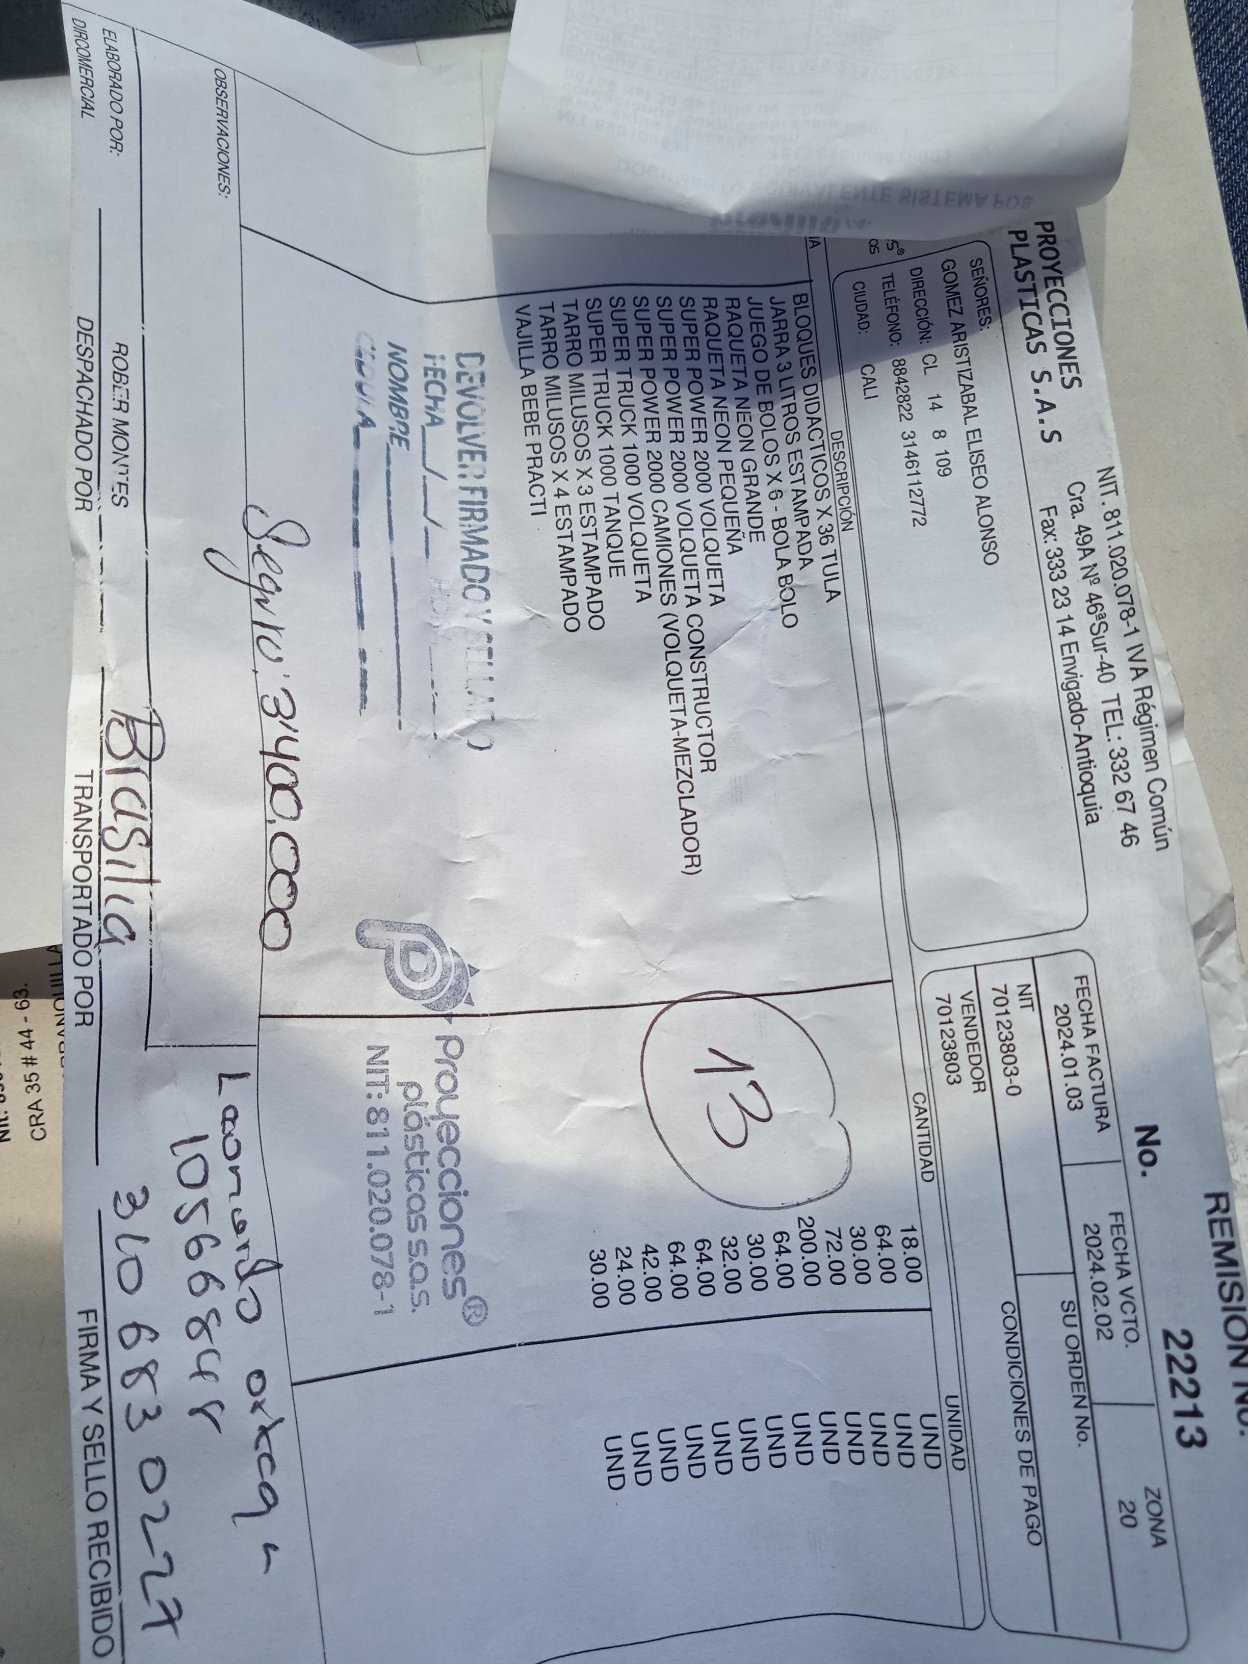 REMISIÓN No.
No. 22213
PROYECCIONES
PLASTICAS S.A.S
NIT. 811.020.078-1 IVA Régimen Común
Cra. 49A Nº 46ªSur-40 TEL: 332 67 46
Fax: 333 23 14 Envigado-Antioquia
FECHA FACTURA
2024.01.03
FECHA VCTO.
2024.02.02
ZONA
20
NIT
70123803-0
SU ORDEN No.
VENDEDOR
70123803
CONDICIONES DE PAGO
SEÑORES:
GOMEZ ARISTIZABAL ELISEO ALONSO
DIRECCIÓN: CL 14 8 109
TELÉFONO: 8842822 3146112772
CIUDAD: CALI
DESCRIPCIÓN CANTIDAD UNIDAD
BLOQUES DIDACTICOS X 36 TULA 18.00 UND
JARRA 3 LITROS ESTAMPADA 64.00 UND
JUEGO DE BOLOS X 6 - BOLA BOLO 30.00 UND
RAQUETA NEON GRANDE 72.00 UND
RAQUETA NEON PEQUEÑA 200.00 UND
SUPER POWER 2000 VOLQUETA 64.00 UND
SUPER POWER 2000 VOLQUETA CONSTRUCTOR 30.00 UND
SUPER POWER 2000 CAMIONES (VOLQUETA-MEZCLADOR) 32.00 UND
SUPER TRUCK 1000 VOLQUETA 64.00 UND
SUPER TRUCK 1000 TANQUE 64.00 UND
TARRO MILUSOS X 3 ESTAMPADO 42.00 UND
TARRO MILUSOS X 4 ESTAMPADO 24.00 UND
VAJILLA BEBE PRACTI 30.00 UND
13
DEVOLVER FIRMADO Y SELLADO
FECHA
NOMBRE
CEDULA
Proyecciones®
plásticas s.a.s.
NIT: 811.020.078-1
Seguro: 3'400.000
OBSERVACIONES:
Leonardo ortega
10566848
310 683 0227
ELABORADO POR:
DIRCOMERCIAL
ROBER MONTES
DESPACHADO POR
Brasilia
TRANSPORTADO POR
FIRMA Y SELLO RECIBIDO
DOCUMENTO EQUIVALENTE SISTEMA POS
CRA 35 # 44 - 63.